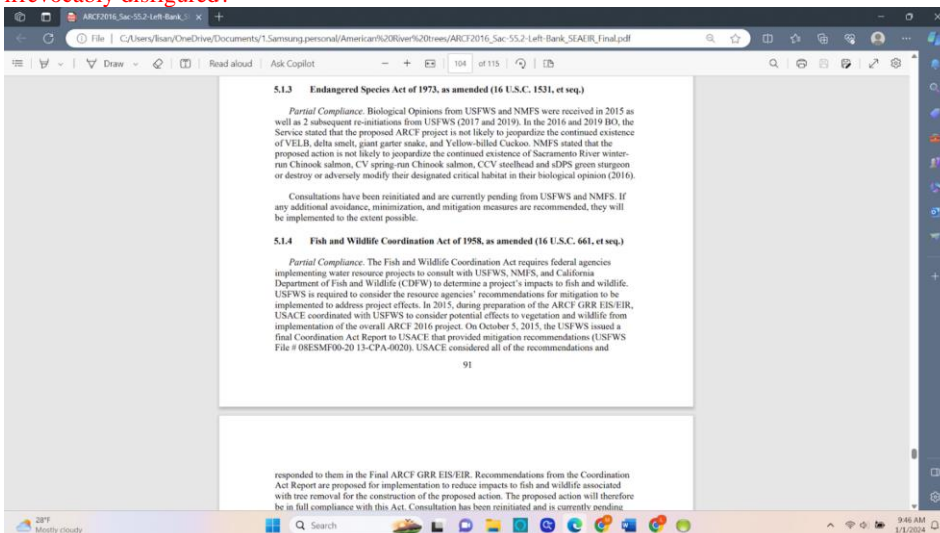 irrevocably disfigured?
ARCF2016_Sac-55.2-Left-Bank_S
File | C:/Users/lisan/OneDrive/Documents/1.Samsung.personal/American%20River%20trees/ARCF2016_Sac-55.2-Left-Bank_SEAEIR_Final.pdf
Draw Read aloud Ask Copilot 104 of 115
5.1.3 Endangered Species Act of 1973, as amended (16 U.S.C. 1531, et seq.)
Partial Compliance. Biological Opinions from USFWS and NMFS were received in 2015 as
well as 2 subsequent re-initiations from USFWS (2017 and 2019). In the 2016 and 2019 BO, the
Service stated that the proposed ARCF project is not likely to jeopardize the continued existence
of VELB, delta smelt, giant garter snake, and Yellow-billed Cuckoo. NMFS stated that the
proposed action is not likely to jeopardize the continued existence of Sacramento River winter-
run Chinook salmon, CV spring-run Chinook salmon, CCV steelhead and sDPS green sturgeon
or destroy or adversely modify their designated critical habitat in their biological opinion (2016).
Consultations have been reinitiated and are currently pending from USFWS and NMFS. If
any additional avoidance, minimization, and mitigation measures are recommended, they will
be implemented to the extent possible.
5.1.4 Fish and Wildlife Coordination Act of 1958, as amended (16 U.S.C. 661, et seq.)
Partial Compliance. The Fish and Wildlife Coordination Act requires federal agencies
implementing water resource projects to consult with USFWS, NMFS, and California
Department of Fish and Wildlife (CDFW) to determine a project's impacts to fish and wildlife.
USFWS is required to consider the resource agencies' recommendations for mitigation to be
implemented to address project effects. In 2015, during preparation of the ARCF GRR EIS/EIR,
USACE coordinated with USFWS to consider potential effects to vegetation and wildlife from
implementation of the overall ARCF 2016 project. On October 5, 2015, the USFWS issued a
final Coordination Act Report to USACE that provided mitigation recommendations (USFWS
File # 08ESMF00-20 13-CPA-0020). USACE considered all of the recommendations and
91
responded to them in the Final ARCF GRR EIS/EIR. Recommendations from the Coordination
Act Report are proposed for implementation to reduce impacts to fish and wildlife associated
with tree removal for the construction of the proposed action. The proposed action will therefore
be in full compliance with this Act. Consultation has been reinitiated and is currently pending
28°F
Mostly cloudy
Search
9:46 AM
1/1/2024